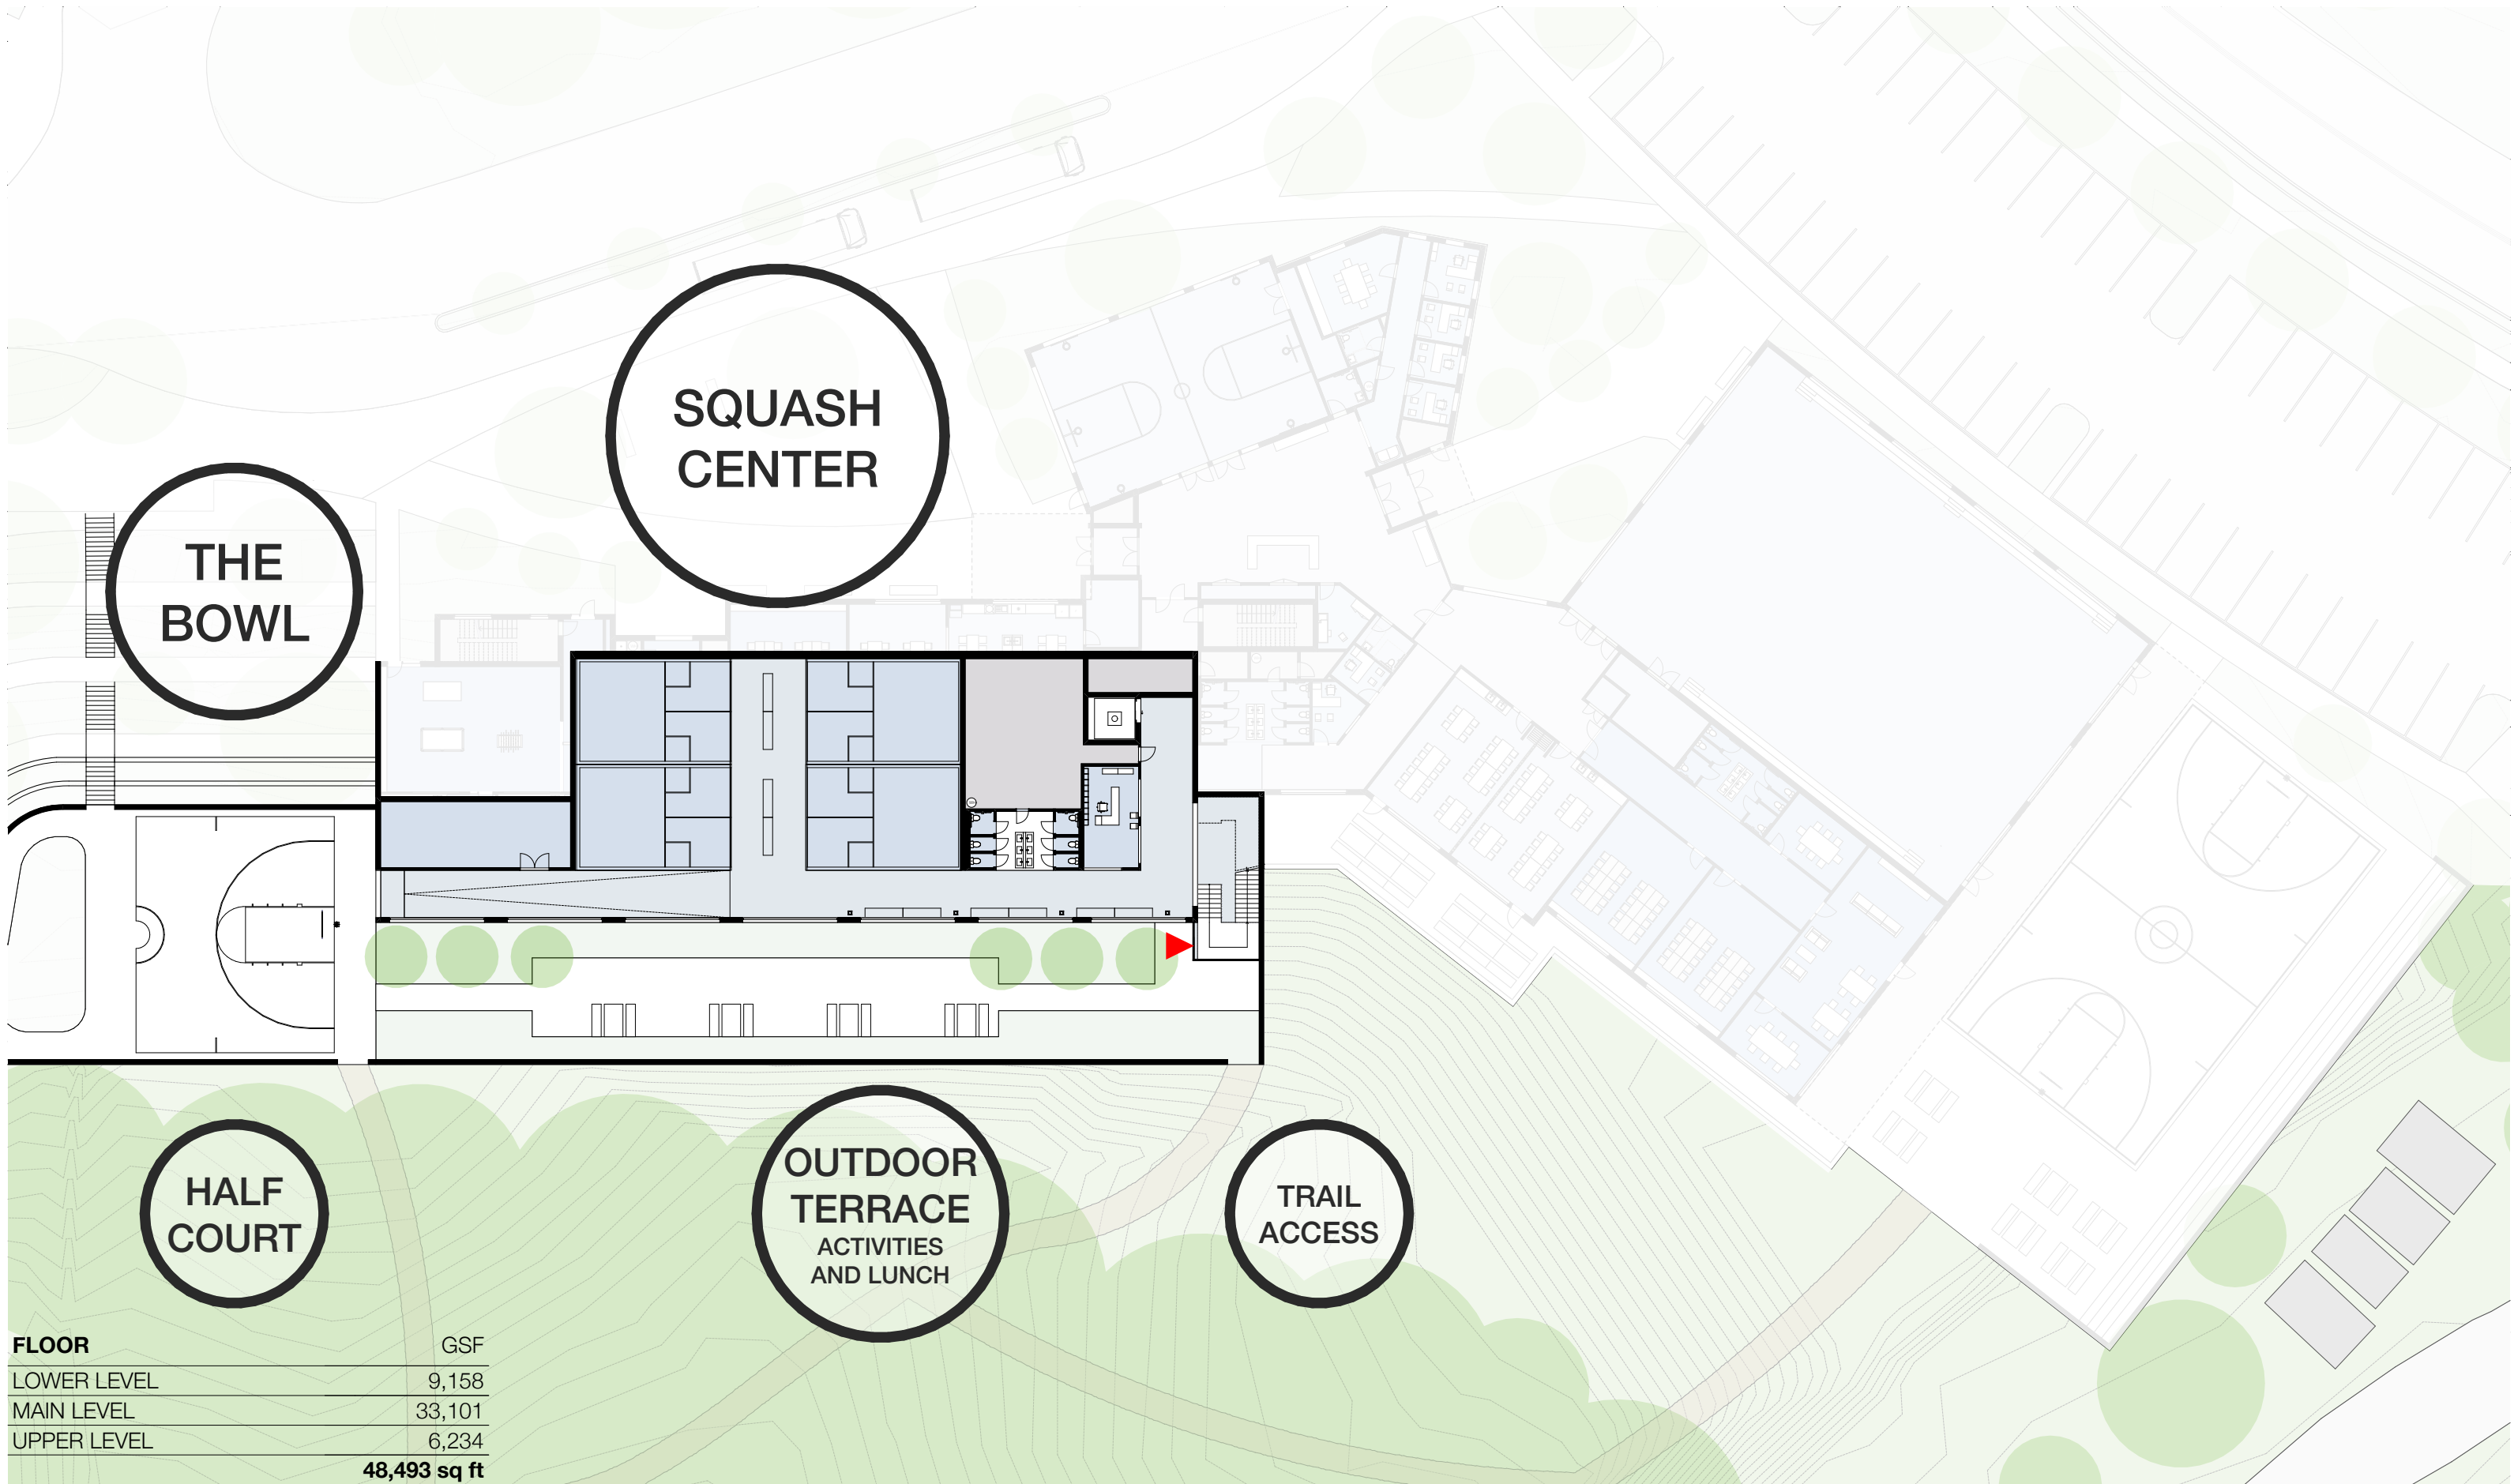 SQUASH
CENTER
THE
BOWL
HALF
COURT
OUTDOOR
TERRACE
ACTIVITIES
AND LUNCH
TRAIL
ACCESS
FLOOR GSF
LOWER LEVEL 9,158
MAIN LEVEL 33,101
UPPER LEVEL 6,234
48,493 sq ft